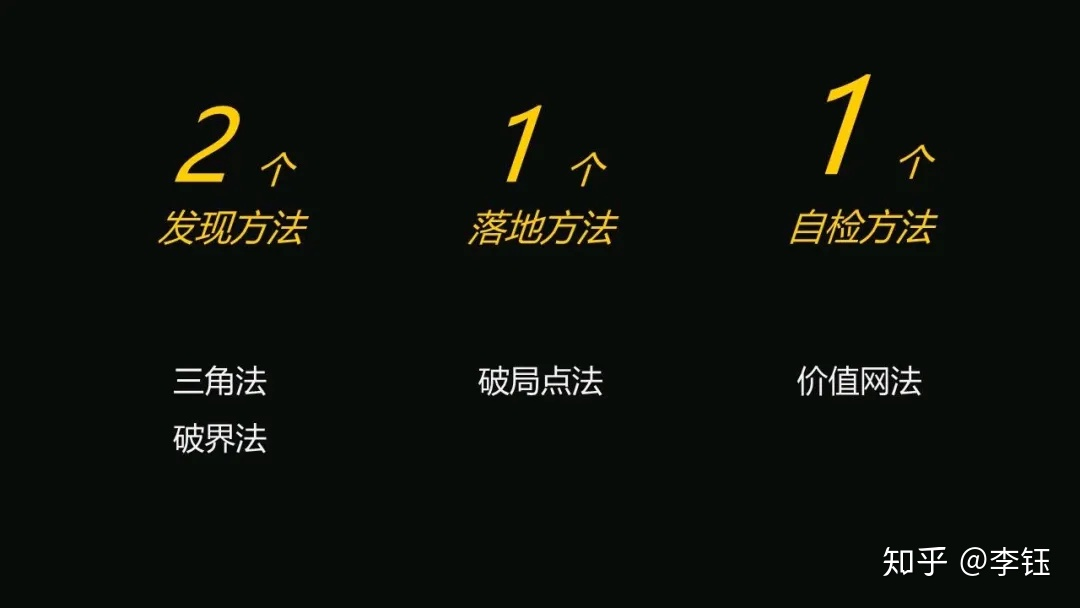 2 个
发现方法
三角法
破界法
1 个
落地方法
破局点法
1 个
自检方法
价值网法
知乎 @李钰